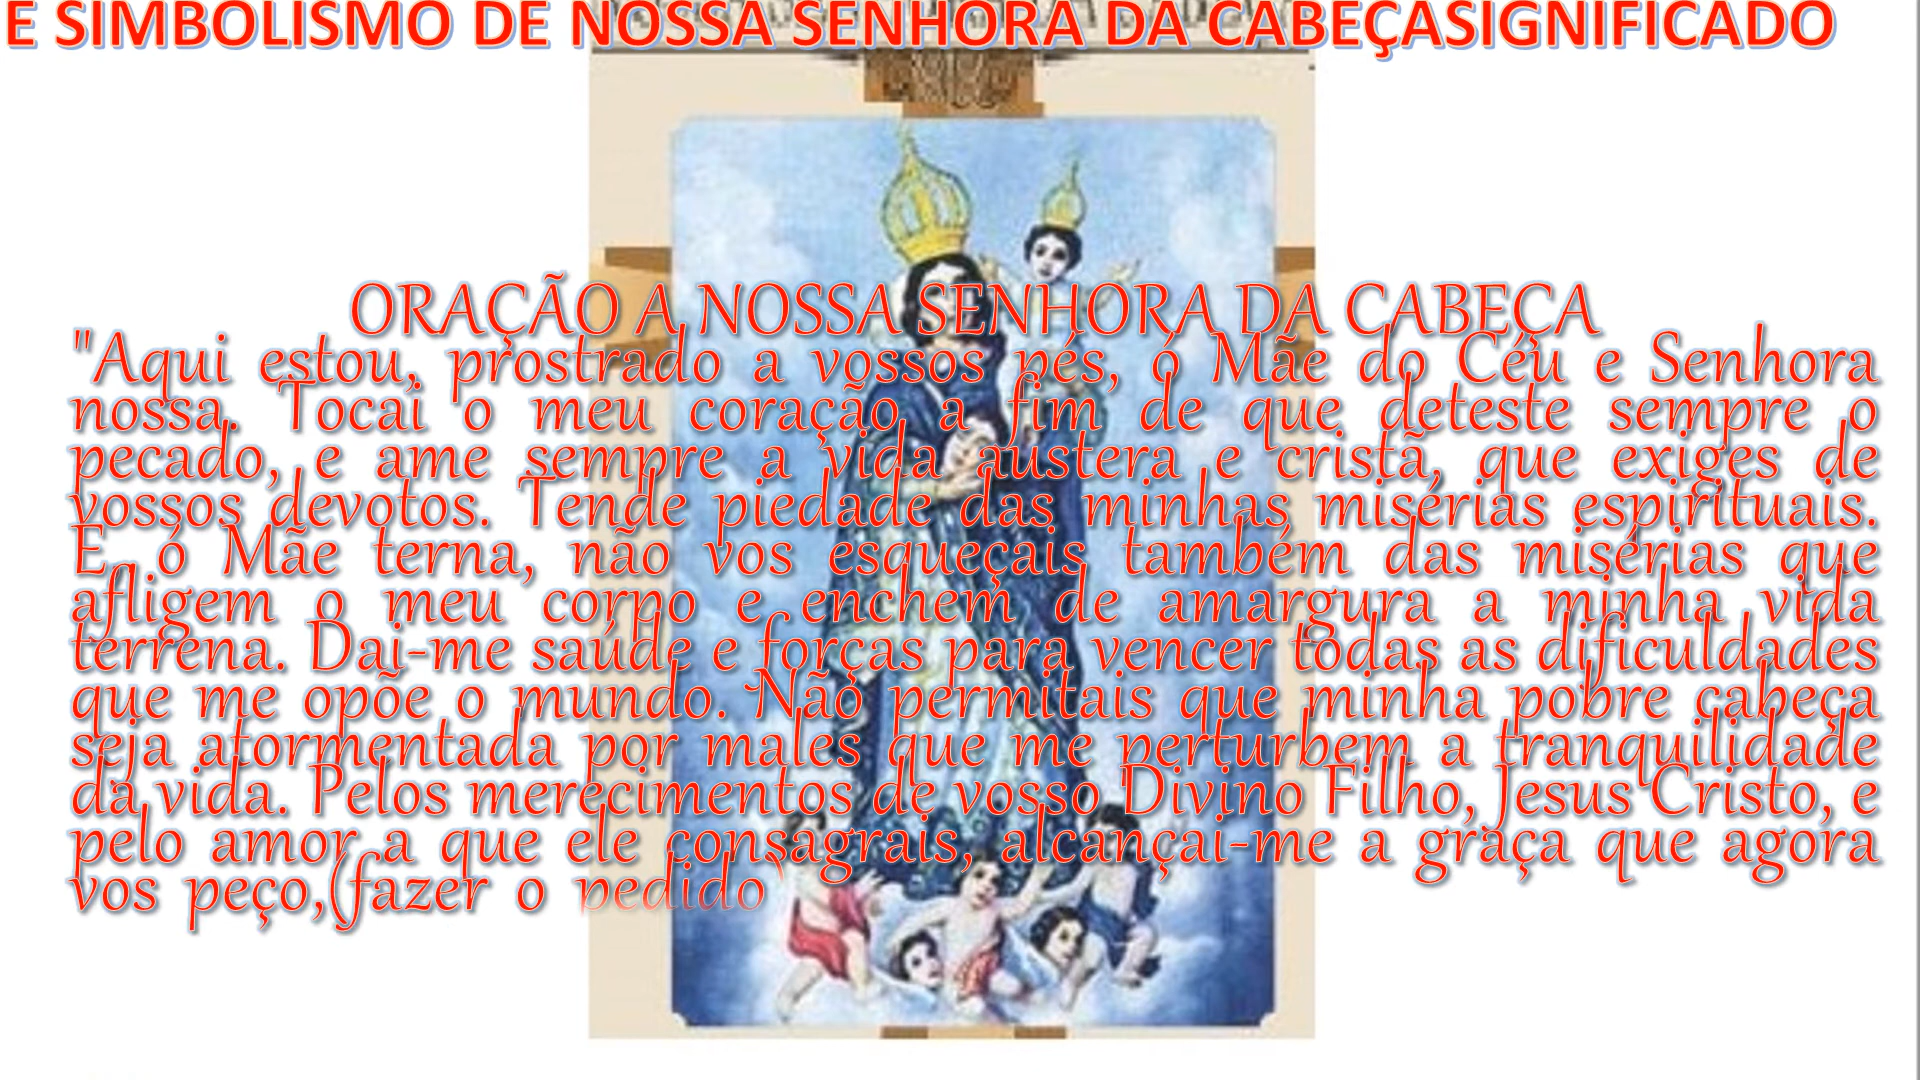 E SIMBOLISMO DE NOSSA SENHORA DA CABEÇASIGNIFICADO
ORAÇÃO A NOSSA SENHORA DA CABEÇA
"Aqui estou, prostrado a vossos pés, ó Mãe do Céu e Senhora
nossa. Tocai o meu coração a fim de que deteste sempre o
pecado, e ame sempre a vida austera e cristã, que exiges de
vossos devotos. Tende piedade das minhas misérias espirituais.
E, ó Mãe terna, não vos esqueçais também das misérias que
afligem o meu corpo e enchem de amargura a minha vida
terrena. Dai-me saúde e forças para vencer todas as dificuldades
que me opõe o mundo. Não permitais que minha pobre cabeça
seja atormentada por males que me perturbem a tranquilidade
da vida. Pelos merecimentos de vosso Divino Filho, Jesus Cristo, e
pelo amor a que ele consagrais, alcançai-me a graça que agora
vos peço,(fazer o pedido)